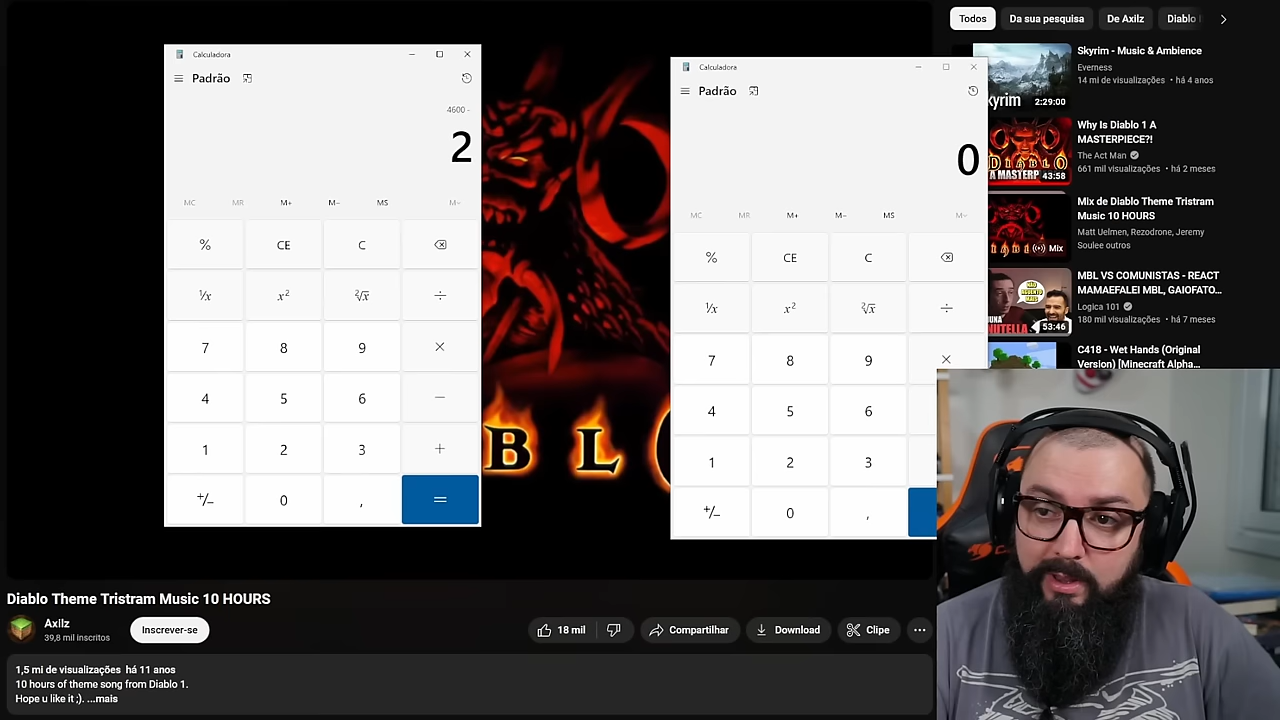 Calculadora
Padrão
4600 -
2
MC MR M+ M− MS M˅
% CE C
¹/x x² ²√x ÷
7 8 9 ×
4 5 6 −
1 2 3 +
+/− 0 , =
Calculadora
Padrão
0
MC MR M+ M− MS M˅
% CE C
¹/x x² ²√x ÷
7 8 9 ×
4 5 6
1 2 3
+/− 0 ,
B L
Diablo Theme Tristram Music 10 HOURS
Axilz
39,8 mil inscritos
Inscrever-se
18 mil
Compartilhar
Download
Clipe
1,5 mi de visualizações há 11 anos
10 hours of theme song from Diablo 1.
Hope u like it ;). ...mais
Todos
Da sua pesquisa
De Axilz
Diablo
kyrim
2:29:00
Skyrim - Music & Ambience
Everness
14 mi de visualizações • há 4 anos
DIABLO
A MASTERP
43:58
Why Is Diablo 1 A
MASTERPIECE?!
The Act Man
661 mil visualizações • há 2 meses
Mix
Mix de Diablo Theme Tristram
Music 10 HOURS
Matt Uelmen, Rezodrone, Jeremy
Soulee outros
NUTELLA
53:46
MBL VS COMUNISTAS - REACT
MAMAEFALEI MBL, GAIOFATO...
Logica 101
180 mil visualizações • há 7 meses
C418 - Wet Hands (Original
Version) [Minecraft Alpha...